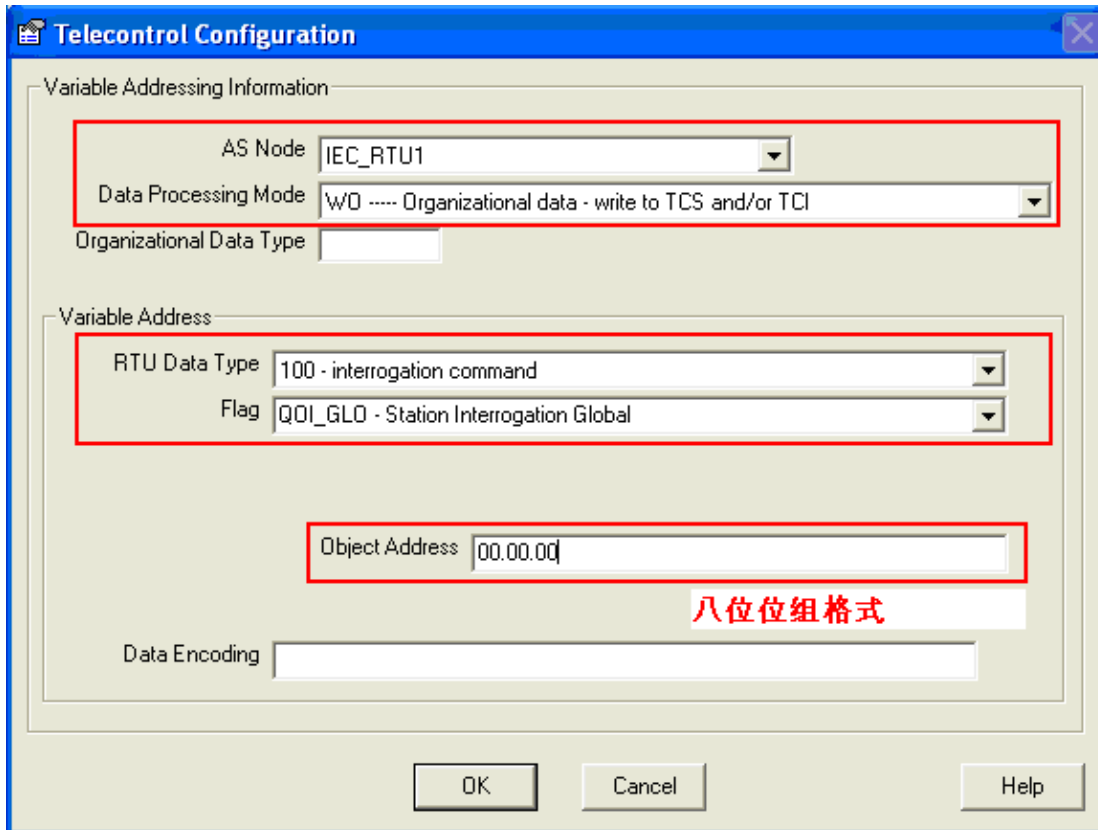 Telecontrol Configuration
Variable Addressing Information
AS Node IEC_RTU1
Data Processing Mode WO ----- Organizational data - write to TCS and/or TCI
Organizational Data Type
Variable Address
RTU Data Type 100 - interrogation command
Flag QOI_GLO - Station Interrogation Global
Object Address 00.00.00
八位位组格式
Data Encoding
OK Cancel Help